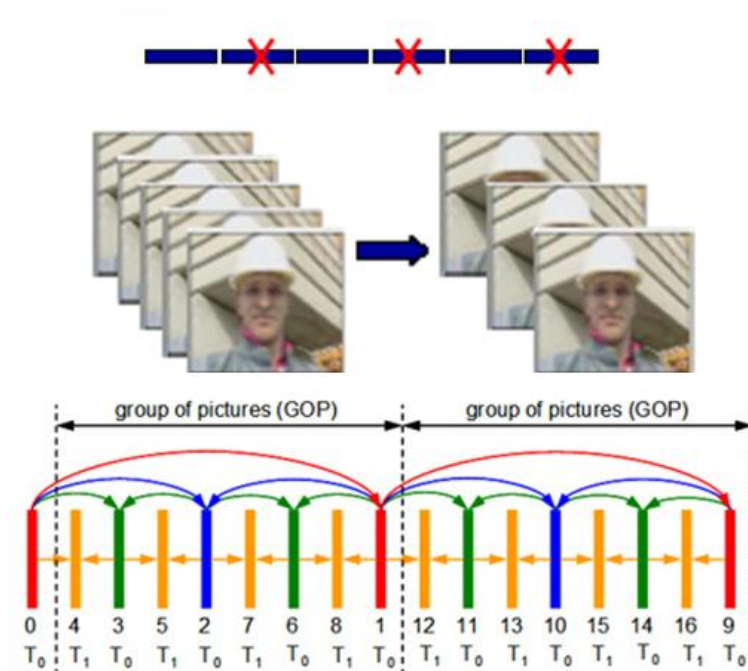 group of pictures (GOP) group of pictures (GOP)
0 4 3 5 2 7 6 8 1 12 11 13 10 15 14 16 9
T0 T1 T0 T1 T0 T1 T0 T1 T0 T1 T0 T1 T0 T1 T0 T1 T0